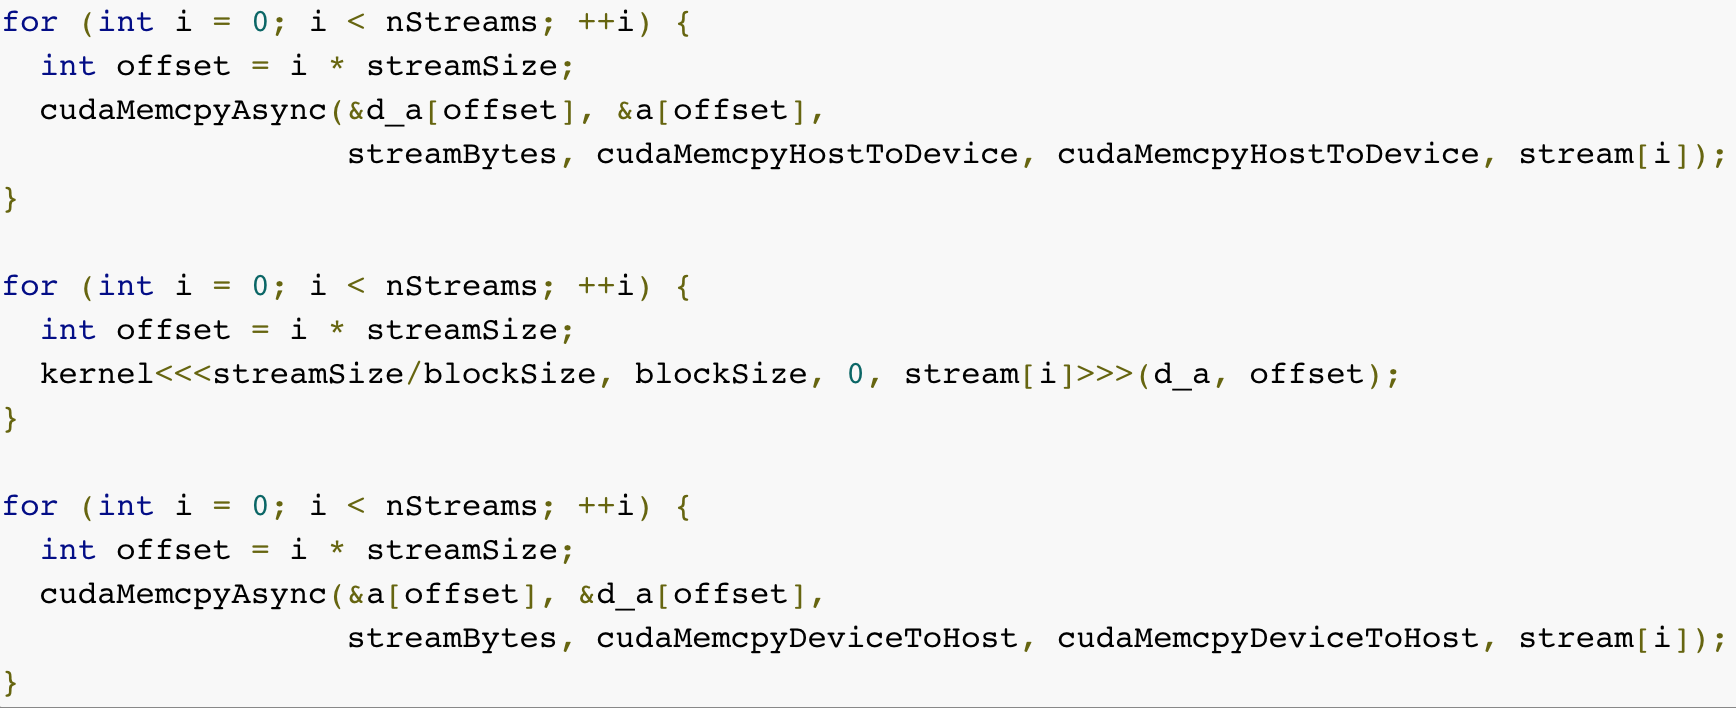 for (int i = 0; i < nStreams; ++i) {
  int offset = i * streamSize;
  cudaMemcpyAsync(&d_a[offset], &a[offset],
                  streamBytes, cudaMemcpyHostToDevice, cudaMemcpyHostToDevice, stream[i]);
}

for (int i = 0; i < nStreams; ++i) {
  int offset = i * streamSize;
  kernel<<<streamSize/blockSize, blockSize, 0, stream[i]>>>(d_a, offset);
}

for (int i = 0; i < nStreams; ++i) {
  int offset = i * streamSize;
  cudaMemcpyAsync(&a[offset], &d_a[offset],
                  streamBytes, cudaMemcpyDeviceToHost, cudaMemcpyDeviceToHost, stream[i]);
}